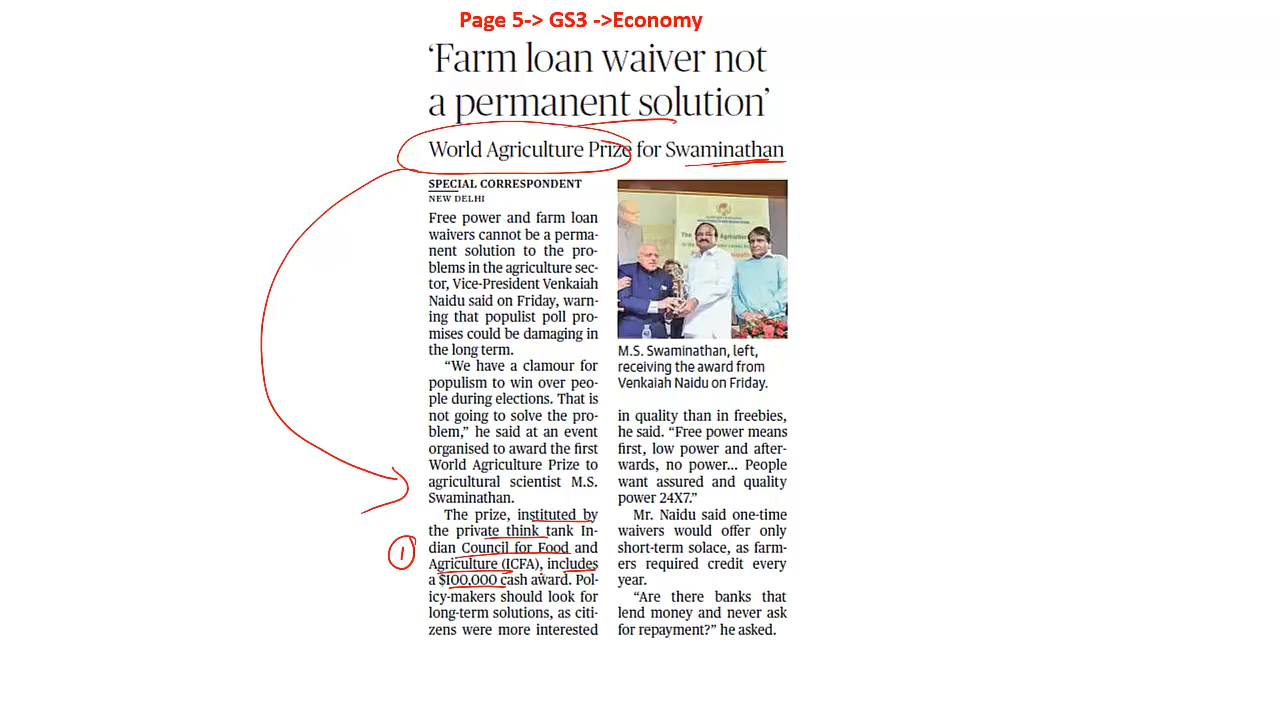 Page 5-> GS3 ->Economy
‘Farm loan waiver not
a permanent solution’
World Agriculture Prize for Swaminathan
SPECIAL CORRESPONDENT
NEW DELHI
Free power and farm loan
waivers cannot be a perma-
nent solution to the pro-
blems in the agriculture sec-
tor, Vice-President Venkaiah
Naidu said on Friday, warn-
ing that populist poll pro-
mises could be damaging in
the long term.
“We have a clamour for
populism to win over peo-
ple during elections. That is
not going to solve the pro-
blem,” he said at an event
organised to award the first
World Agriculture Prize to
agricultural scientist M.S.
Swaminathan.
The prize, instituted by
the private think tank In-
dian Council for Food and
1
Agriculture (ICFA), includes
a $100,000 cash award. Pol-
icy-makers should look for
long-term solutions, as citi-
zens were more interested
M.S. Swaminathan, left,
receiving the award from
Venkaiah Naidu on Friday.
in quality than in freebies,
he said. “Free power means
first, low power and after-
wards, no power... People
want assured and quality
power 24X7.”
Mr. Naidu said one-time
waivers would offer only
short-term solace, as farm-
ers required credit every
year.
“Are there banks that
lend money and never ask
for repayment?” he asked.